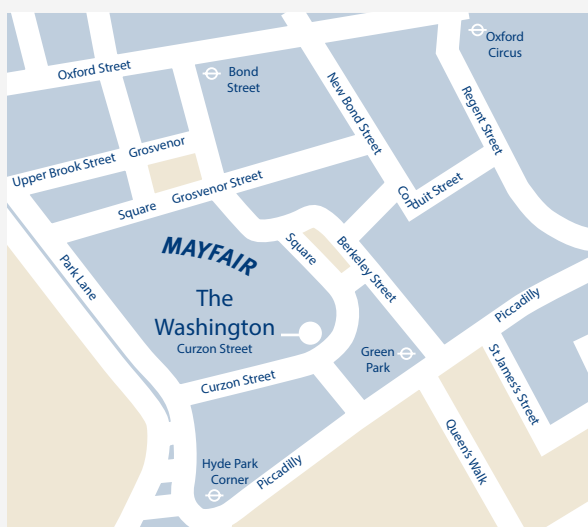 Oxford
Circus
Oxford Street
Bond
Street
New Bond Street
Regent Street
Upper Brook Street
Grosvenor
Square
Grosvenor Street
Conduit Street
Square
Berkeley Street
MAYFAIR
Park Lane
The
Washington
Curzon Street
Piccadilly
Green
Park
St James's Street
Curzon Street
Queen's Walk
Hyde Park
Corner
Piccadilly